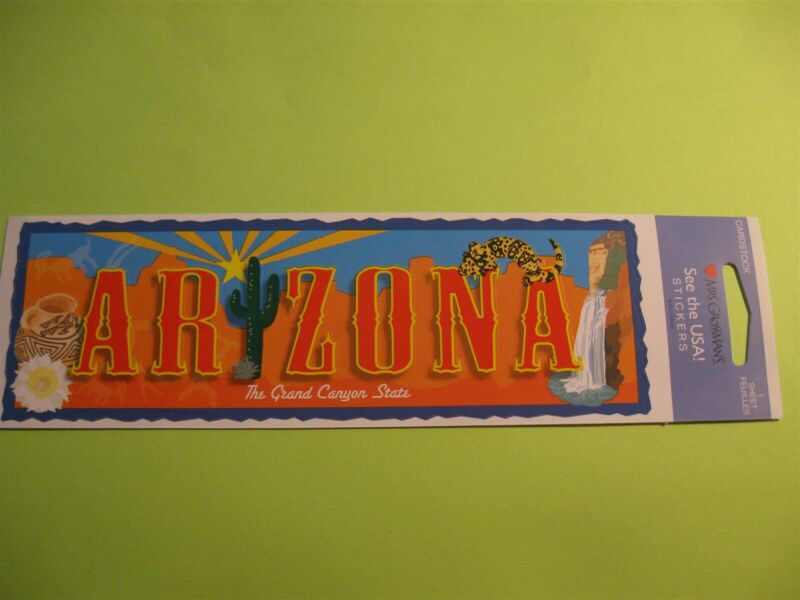 ARIZONA
The Grand Canyon State
CARDSTOCK
MRS. GROSSMAN'S
See the USA!
STICKERS
1
SHEET
FEUILLES